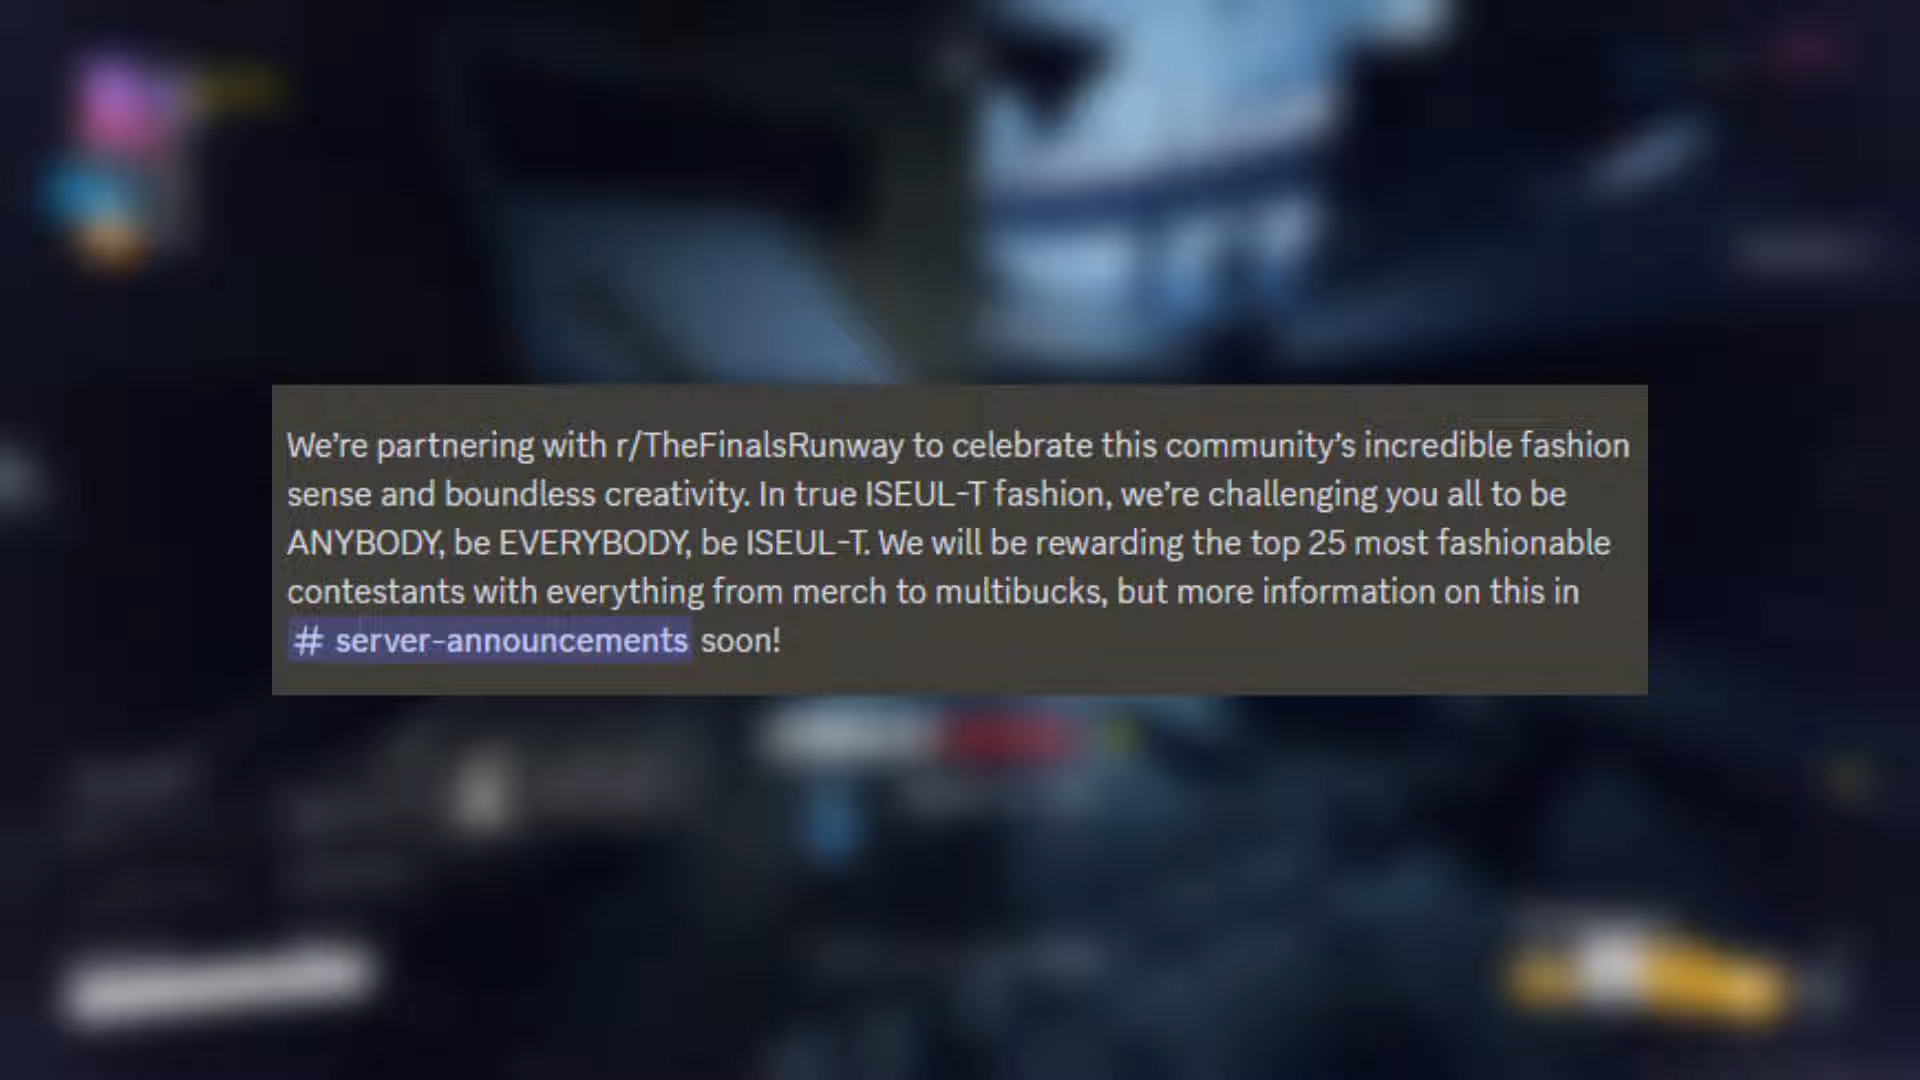 We’re partnering with r/TheFinalsRunway to celebrate this community’s incredible fashion
sense and boundless creativity. In true ISEUL-T fashion, we’re challenging you all to be
ANYBODY, be EVERYBODY, be ISEUL-T. We will be rewarding the top 25 most fashionable
contestants with everything from merch to multibucks, but more information on this in
# server-announcements soon!